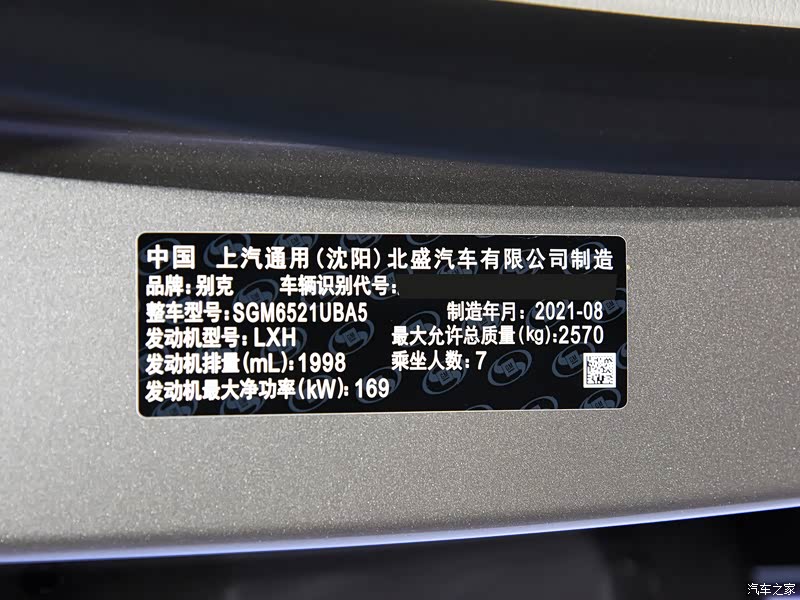 中国 上汽通用(沈阳)北盛汽车有限公司制造
品牌:别克 车辆识别代号:
整车型号:SGM6521UBA5 制造年月: 2021-08
发动机型号:LXH 最大允许总质量(kg):2570
发动机排量(mL):1998 乘坐人数:7
发动机最大净功率(kW): 169
汽车之家